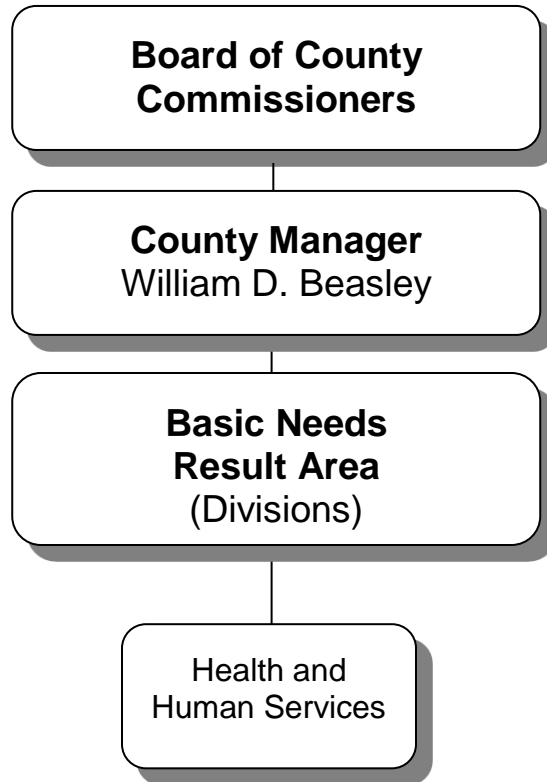 Board of County
Commissioners
County Manager
William D. Beasley
Basic Needs
Result Area
(Divisions)
Health and
Human Services